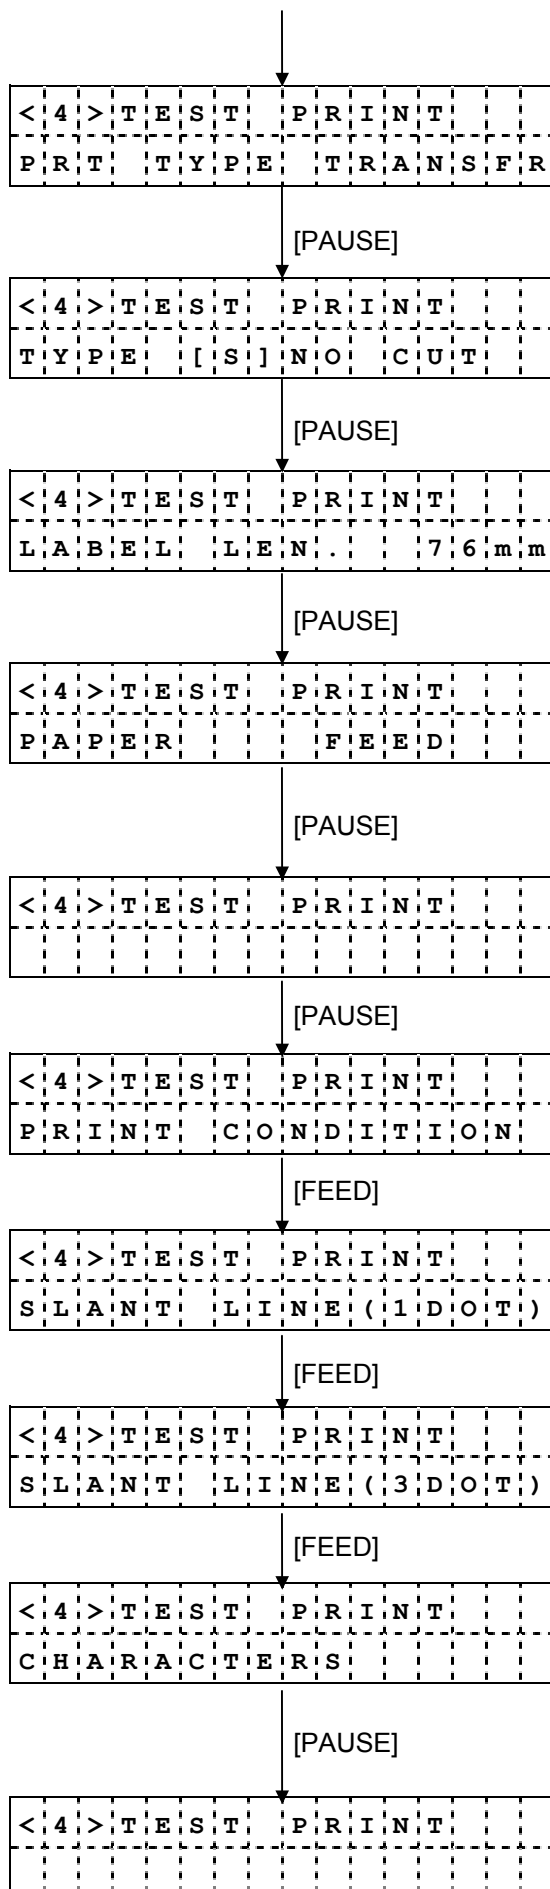 <4>TEST PRINT
PRT TYPE TRANSFR
[PAUSE]
<4>TEST PRINT
TYPE [S]NO CUT
[PAUSE]
<4>TEST PRINT
LABEL LEN. 76mm
[PAUSE]
<4>TEST PRINT
PAPER FEED
[PAUSE]
<4>TEST PRINT
[PAUSE]
<4>TEST PRINT
PRINT CONDITION
[FEED]
<4>TEST PRINT
SLANT LINE(1DOT)
[FEED]
<4>TEST PRINT
SLANT LINE(3DOT)
[FEED]
<4>TEST PRINT
CHARACTERS
[PAUSE]
<4>TEST PRINT